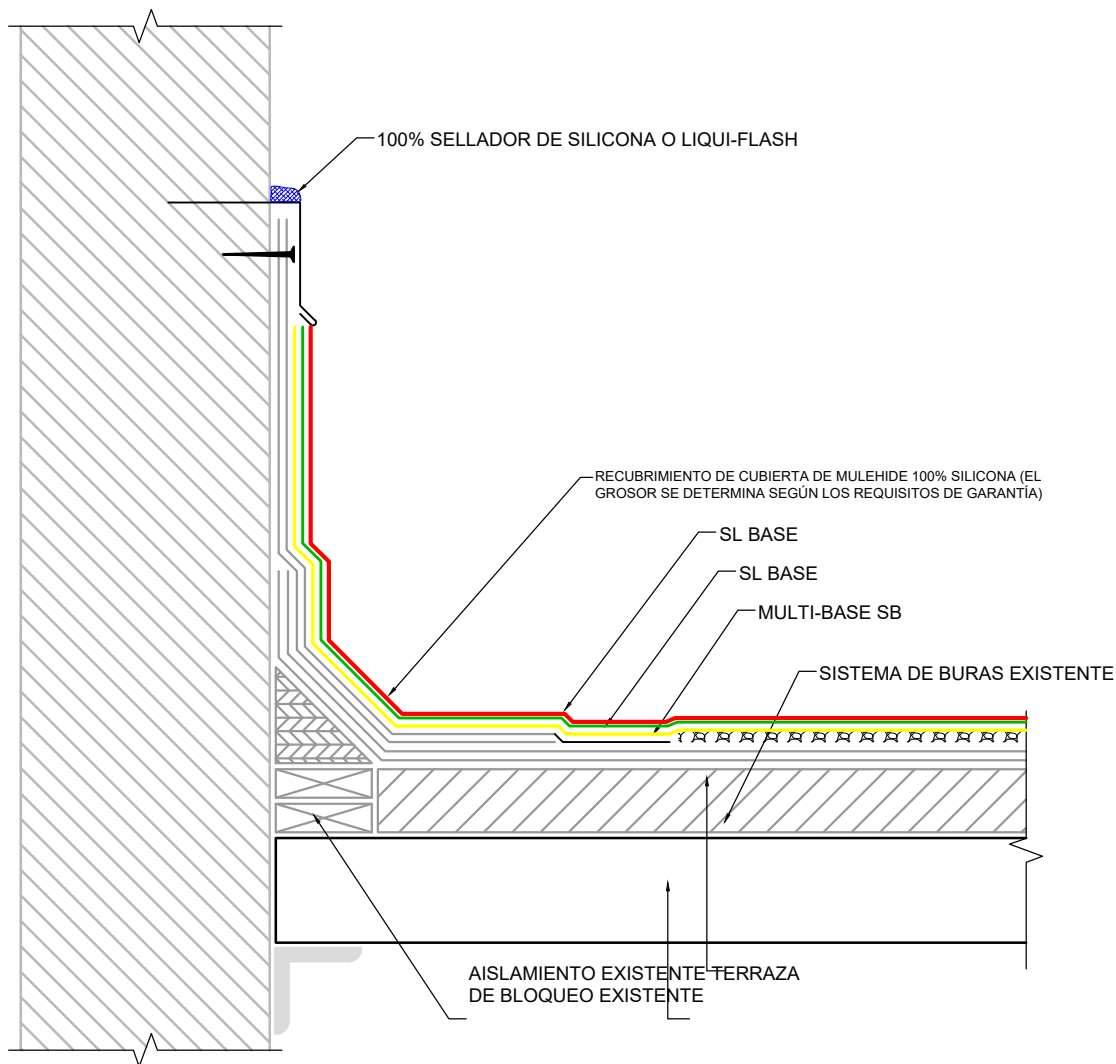 100% SELLADOR DE SILICONA O LIQUI-FLASH
RECUBRIMIENTO DE CUBIERTA DE MULEHIDE 100% SILICONA (EL
GROSOR SE DETERMINA SEGÚN LOS REQUISITOS DE GARANTÍA)
SL BASE
SL BASE
MULTI-BASE SB
SISTEMA DE BURAS EXISTENTE
AISLAMIENTO EXISTENTE TERRAZA
DE BLOQUEO EXISTENTE